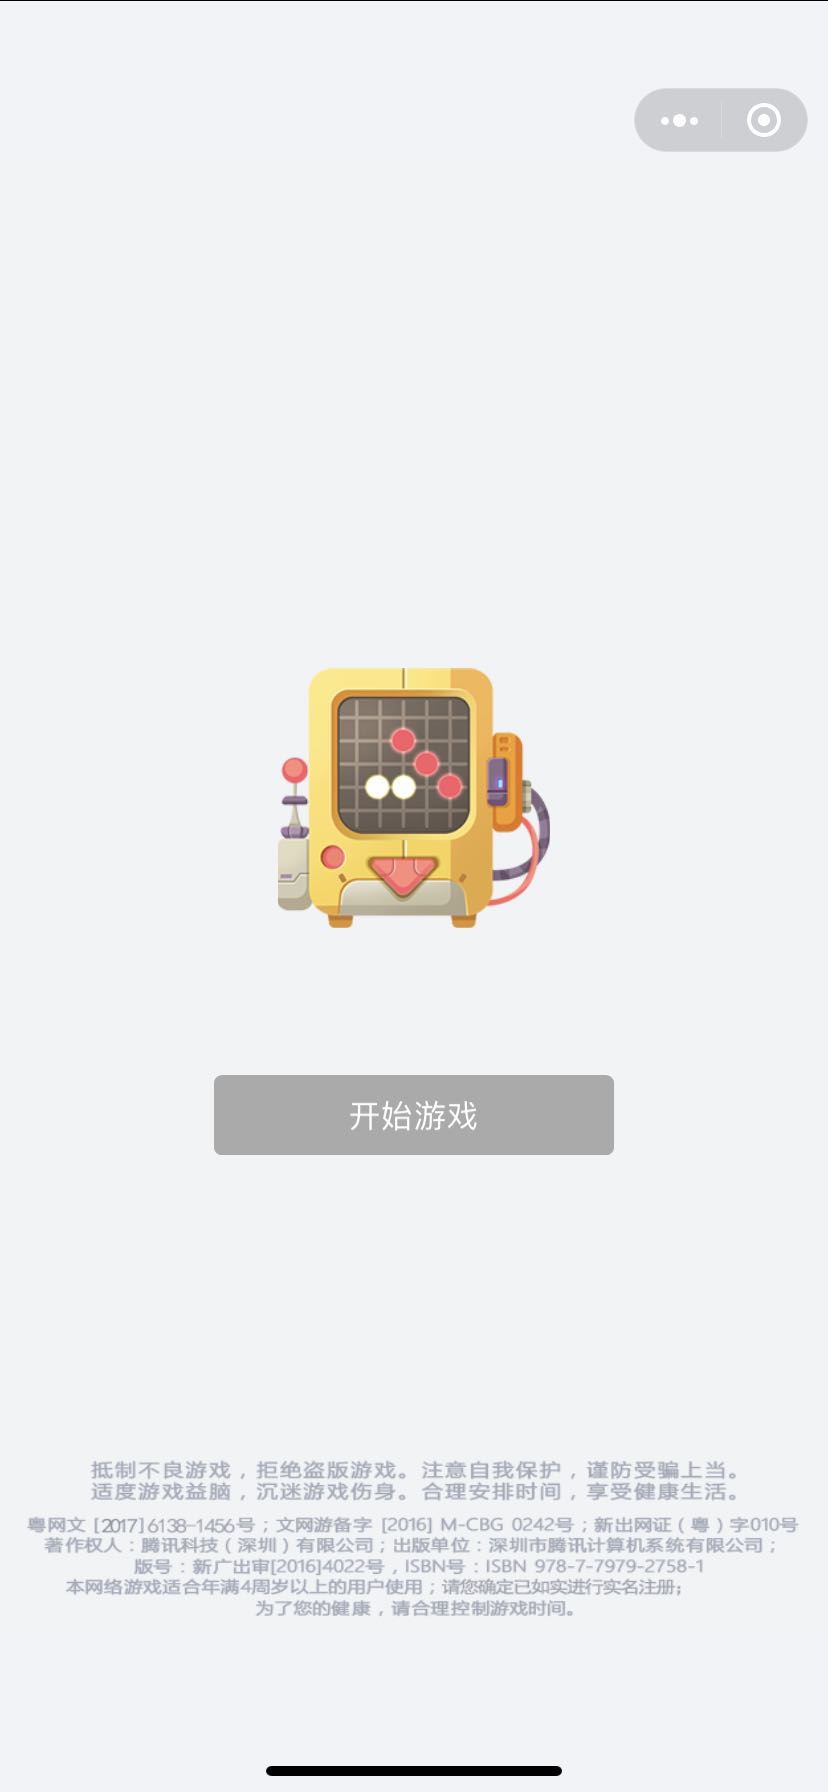 开始游戏
抵制不良游戏，拒绝盗版游戏。注意自我保护，谨防受骗上当。
适度游戏益脑，沉迷游戏伤身。合理安排时间，享受健康生活。
粤网文 [2017] 6138-1456号；文网游备字 [2016] M-CBG 0242号；新出网证（粤）字010号
著作权人：腾讯科技（深圳）有限公司；出版单位：深圳市腾讯计算机系统有限公司；
版号：新广出审[2016]4022号，ISBN号：ISBN 978-7-7979-2758-1
本网络游戏适合年满4周岁以上的用户使用；请您确定已如实进行实名注册；
为了您的健康，请合理控制游戏时间。